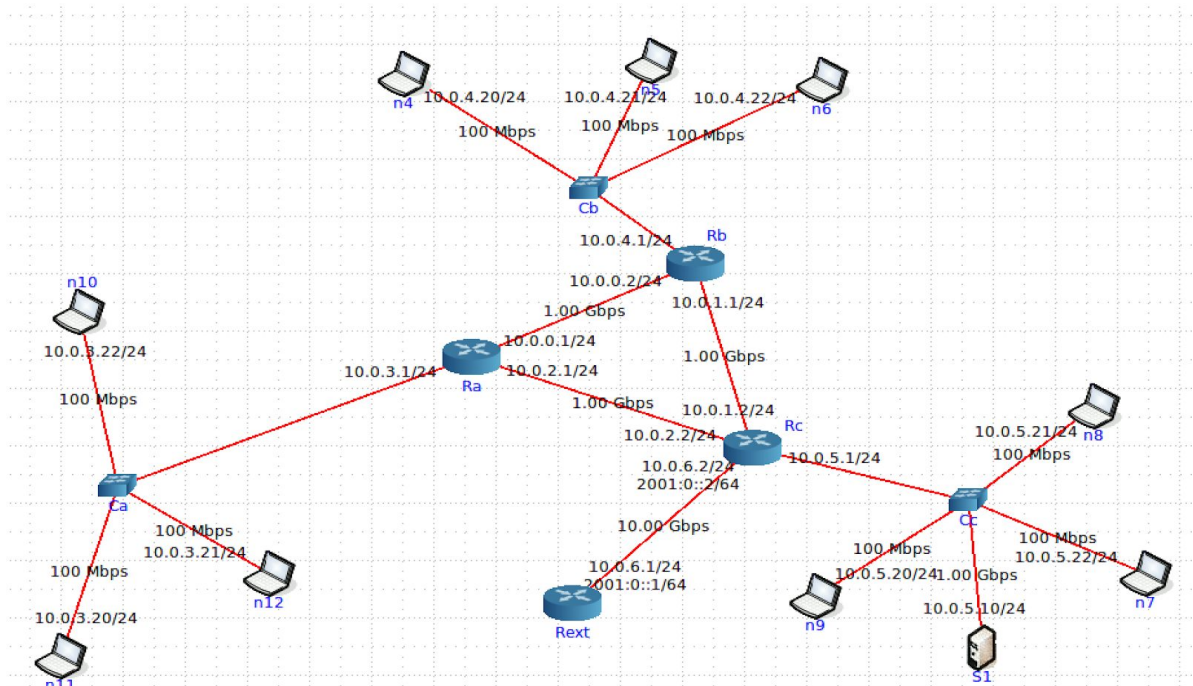 n4
10.0.4.20/24
100 Mbps
n5
10.0.4.21/24
100 Mbps
n6
10.0.4.22/24
100 Mbps
Cb
10.0.4.1/24
Rb
10.0.0.2/24
10.0.1.1/24
1.00 Gbps
10.0.0.1/24
1.00 Gbps
n10
10.0.3.22/24
100 Mbps
10.0.3.1/24
Ra
10.0.2.1/24
1.00 Gbps
10.0.1.2/24
Rc
10.0.2.2/24
10.0.6.2/24
2001:0::2/64
10.0.5.1/24
n8
10.0.5.21/24
100 Mbps
Ca
100 Mbps
10.0.3.21/24
n12
100 Mbps
10.0.3.20/24
n11
10.00 Gbps
10.0.6.1/24
2001:0::1/64
Rext
Cc
100 Mbps
10.0.5.20/24
n9
1.00 Gbps
10.0.5.10/24
S1
100 Mbps
10.0.5.22/24
n7